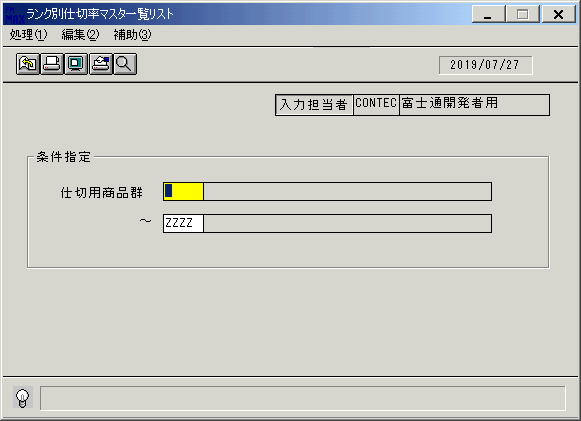 MAX ランク別仕切率マスター覧リスト
処理(1) 編集(2) 補助(3)
2019/07/27
入力担当者 CONTEC 富士通開発者用
条件指定
仕切用商品群
～ ZZZZ